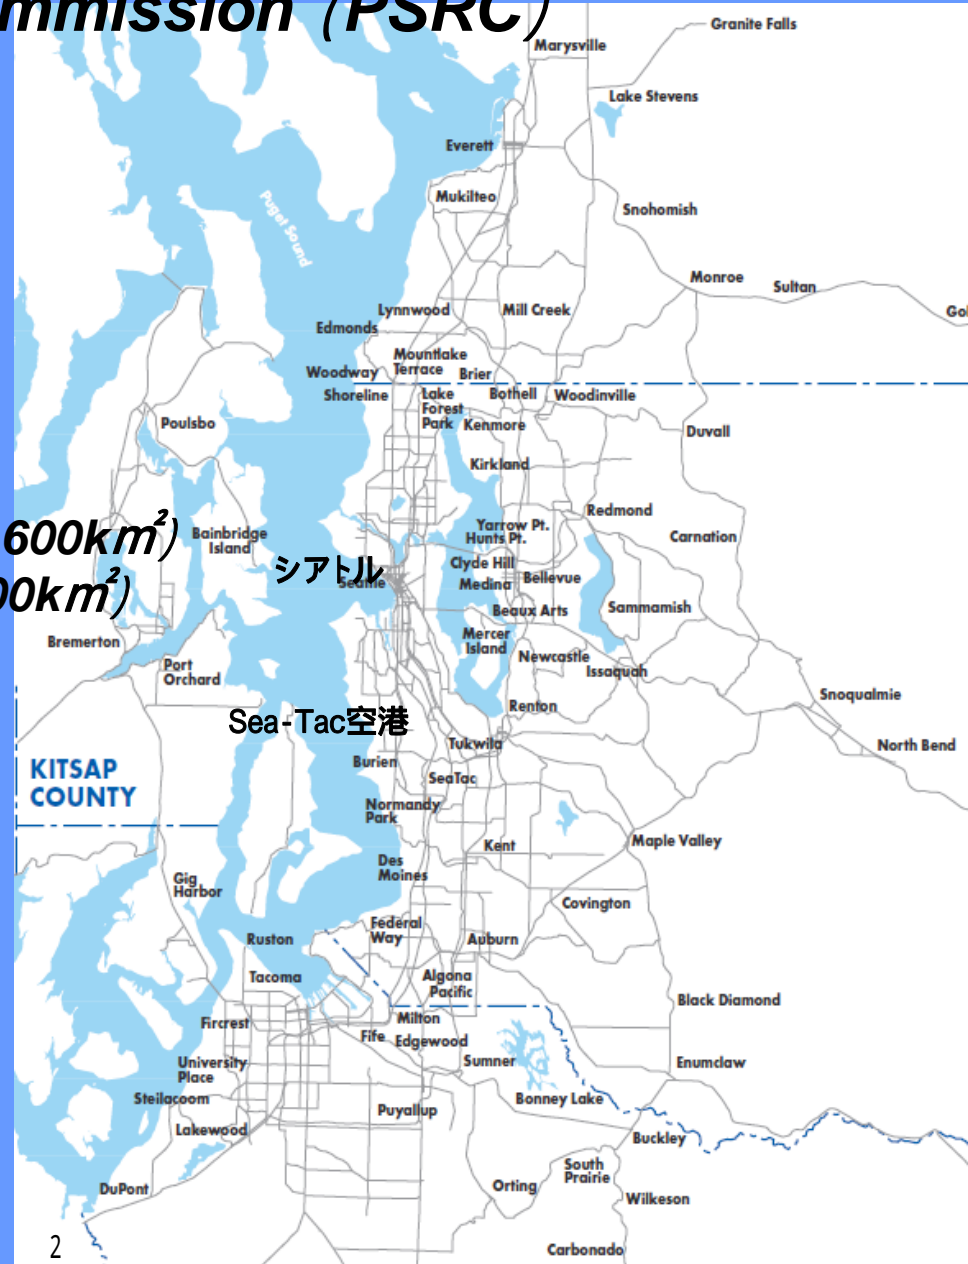 mmission (PSRC)
Granite Falls
Marysville
Lake Stevens
Everett
Mukilteo
Snohomish
Puget Sound
Monroe
Sultan
Gol
Lynnwood
Mill Creek
Edmonds
Mountlake
Terrace
Brier
Woodway
Shoreline
Lake
Forest
Park
Bothell
Woodinville
Kenmore
Poulsbo
Duvall
Kirkland
Redmond
600km²)
Bainbridge
Island
Yarrow Pt.
Hunts Pt.
Carnation
シアトル
Seattle
Clyde Hill
Medina
Bellevue
00km²)
Beaux Arts
Sammamish
Bremerton
Mercer
Island
Newcastle
Issaquah
Port
Orchard
Snoqualmie
Renton
Sea-Tac空港
Tukwila
North Bend
Burien
SeaTac
KITSAP
COUNTY
Normandy
Park
Kent
Maple Valley
Des
Moines
Gig
Harbor
Covington
Federal
Way
Ruston
Auburn
Tacoma
Algona
Pacific
Black Diamond
Fircrest
Milton
Fife
Edgewood
University
Place
Sumner
Enumclaw
Steilacoom
Bonney Lake
Puyallup
Lakewood
Buckley
South
Prairie
DuPont
Orting
Wilkeson
2
Carbonado